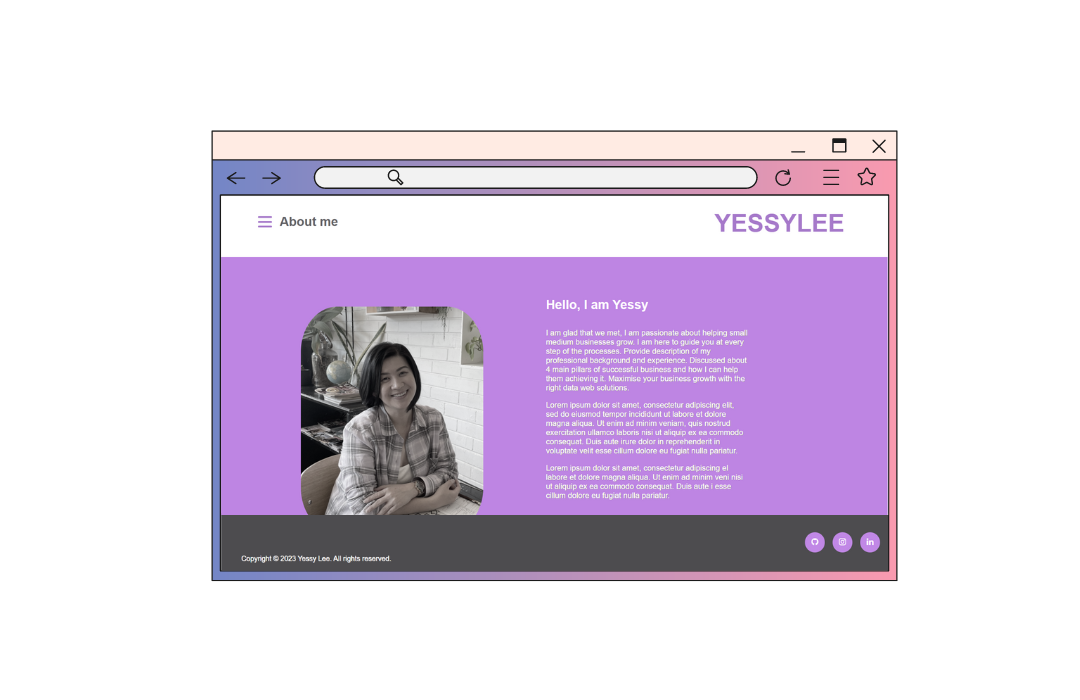 About me
YESSYLEE
Hello, I am Yessy
I am glad that we met, I am passionate about helping small
medium businesses grow. I am here to guide you at every
step of the processes. Provide description of my
professional background and experience. Discussed about
4 main pillars of successful business and how I can help
them achieving it. Maximise your business growth with the
right data web solutions.
Lorem ipsum dolor sit amet, consectetur adipiscing elit,
sed do eiusmod tempor incididunt ut labore et dolore
magna aliqua. Ut enim ad minim veniam, quis nostrud
exercitation ullamco laboris nisi ut aliquip ex ea commodo
consequat. Duis aute irure dolor in reprehenderit in
voluptate velit esse cillum dolore eu fugiat nulla pariatur.
Lorem ipsum dolor sit amet, consectetur adipiscing el
labore et dolore magna aliqua. Ut enim ad minim veni nisi
ut aliquip ex ea commodo consequat. Duis aute i esse
cillum dolore eu fugiat nulla pariatur.
in
Copyright © 2023 Yessy Lee. All rights reserved.